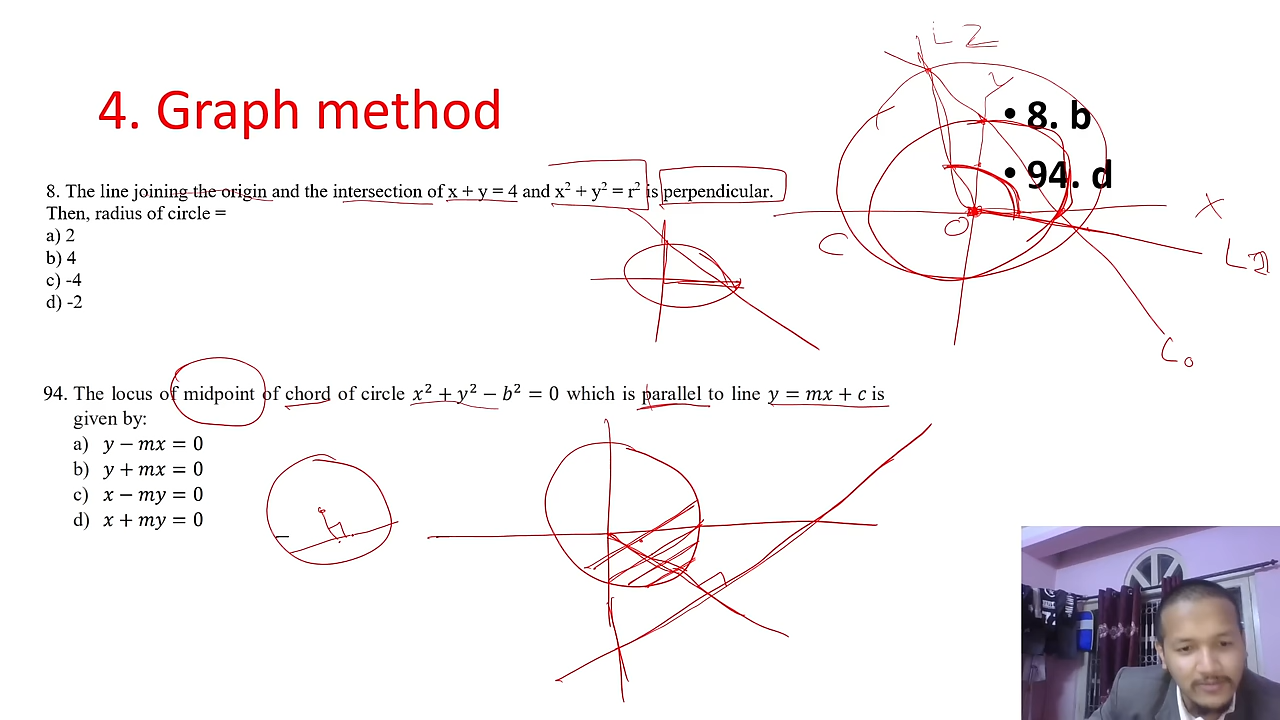 4. Graph method
8. The line joining the origin and the intersection of x + y = 4 and x² + y² = r² is perpendicular.
Then, radius of circle =
a) 2
b) 4
c) -4
d) -2
• 8. b
• 94. d
X
O
C
94. The locus of midpoint of chord of circle 𝑥² + 𝑦² − 𝑏² = 0 which is parallel to line 𝑦 = 𝑚𝑥 + 𝑐 is
given by:
a) 𝑦 − 𝑚𝑥 = 0
b) 𝑦 + 𝑚𝑥 = 0
c) 𝑥 − 𝑚𝑦 = 0
d) 𝑥 + 𝑚𝑦 = 0